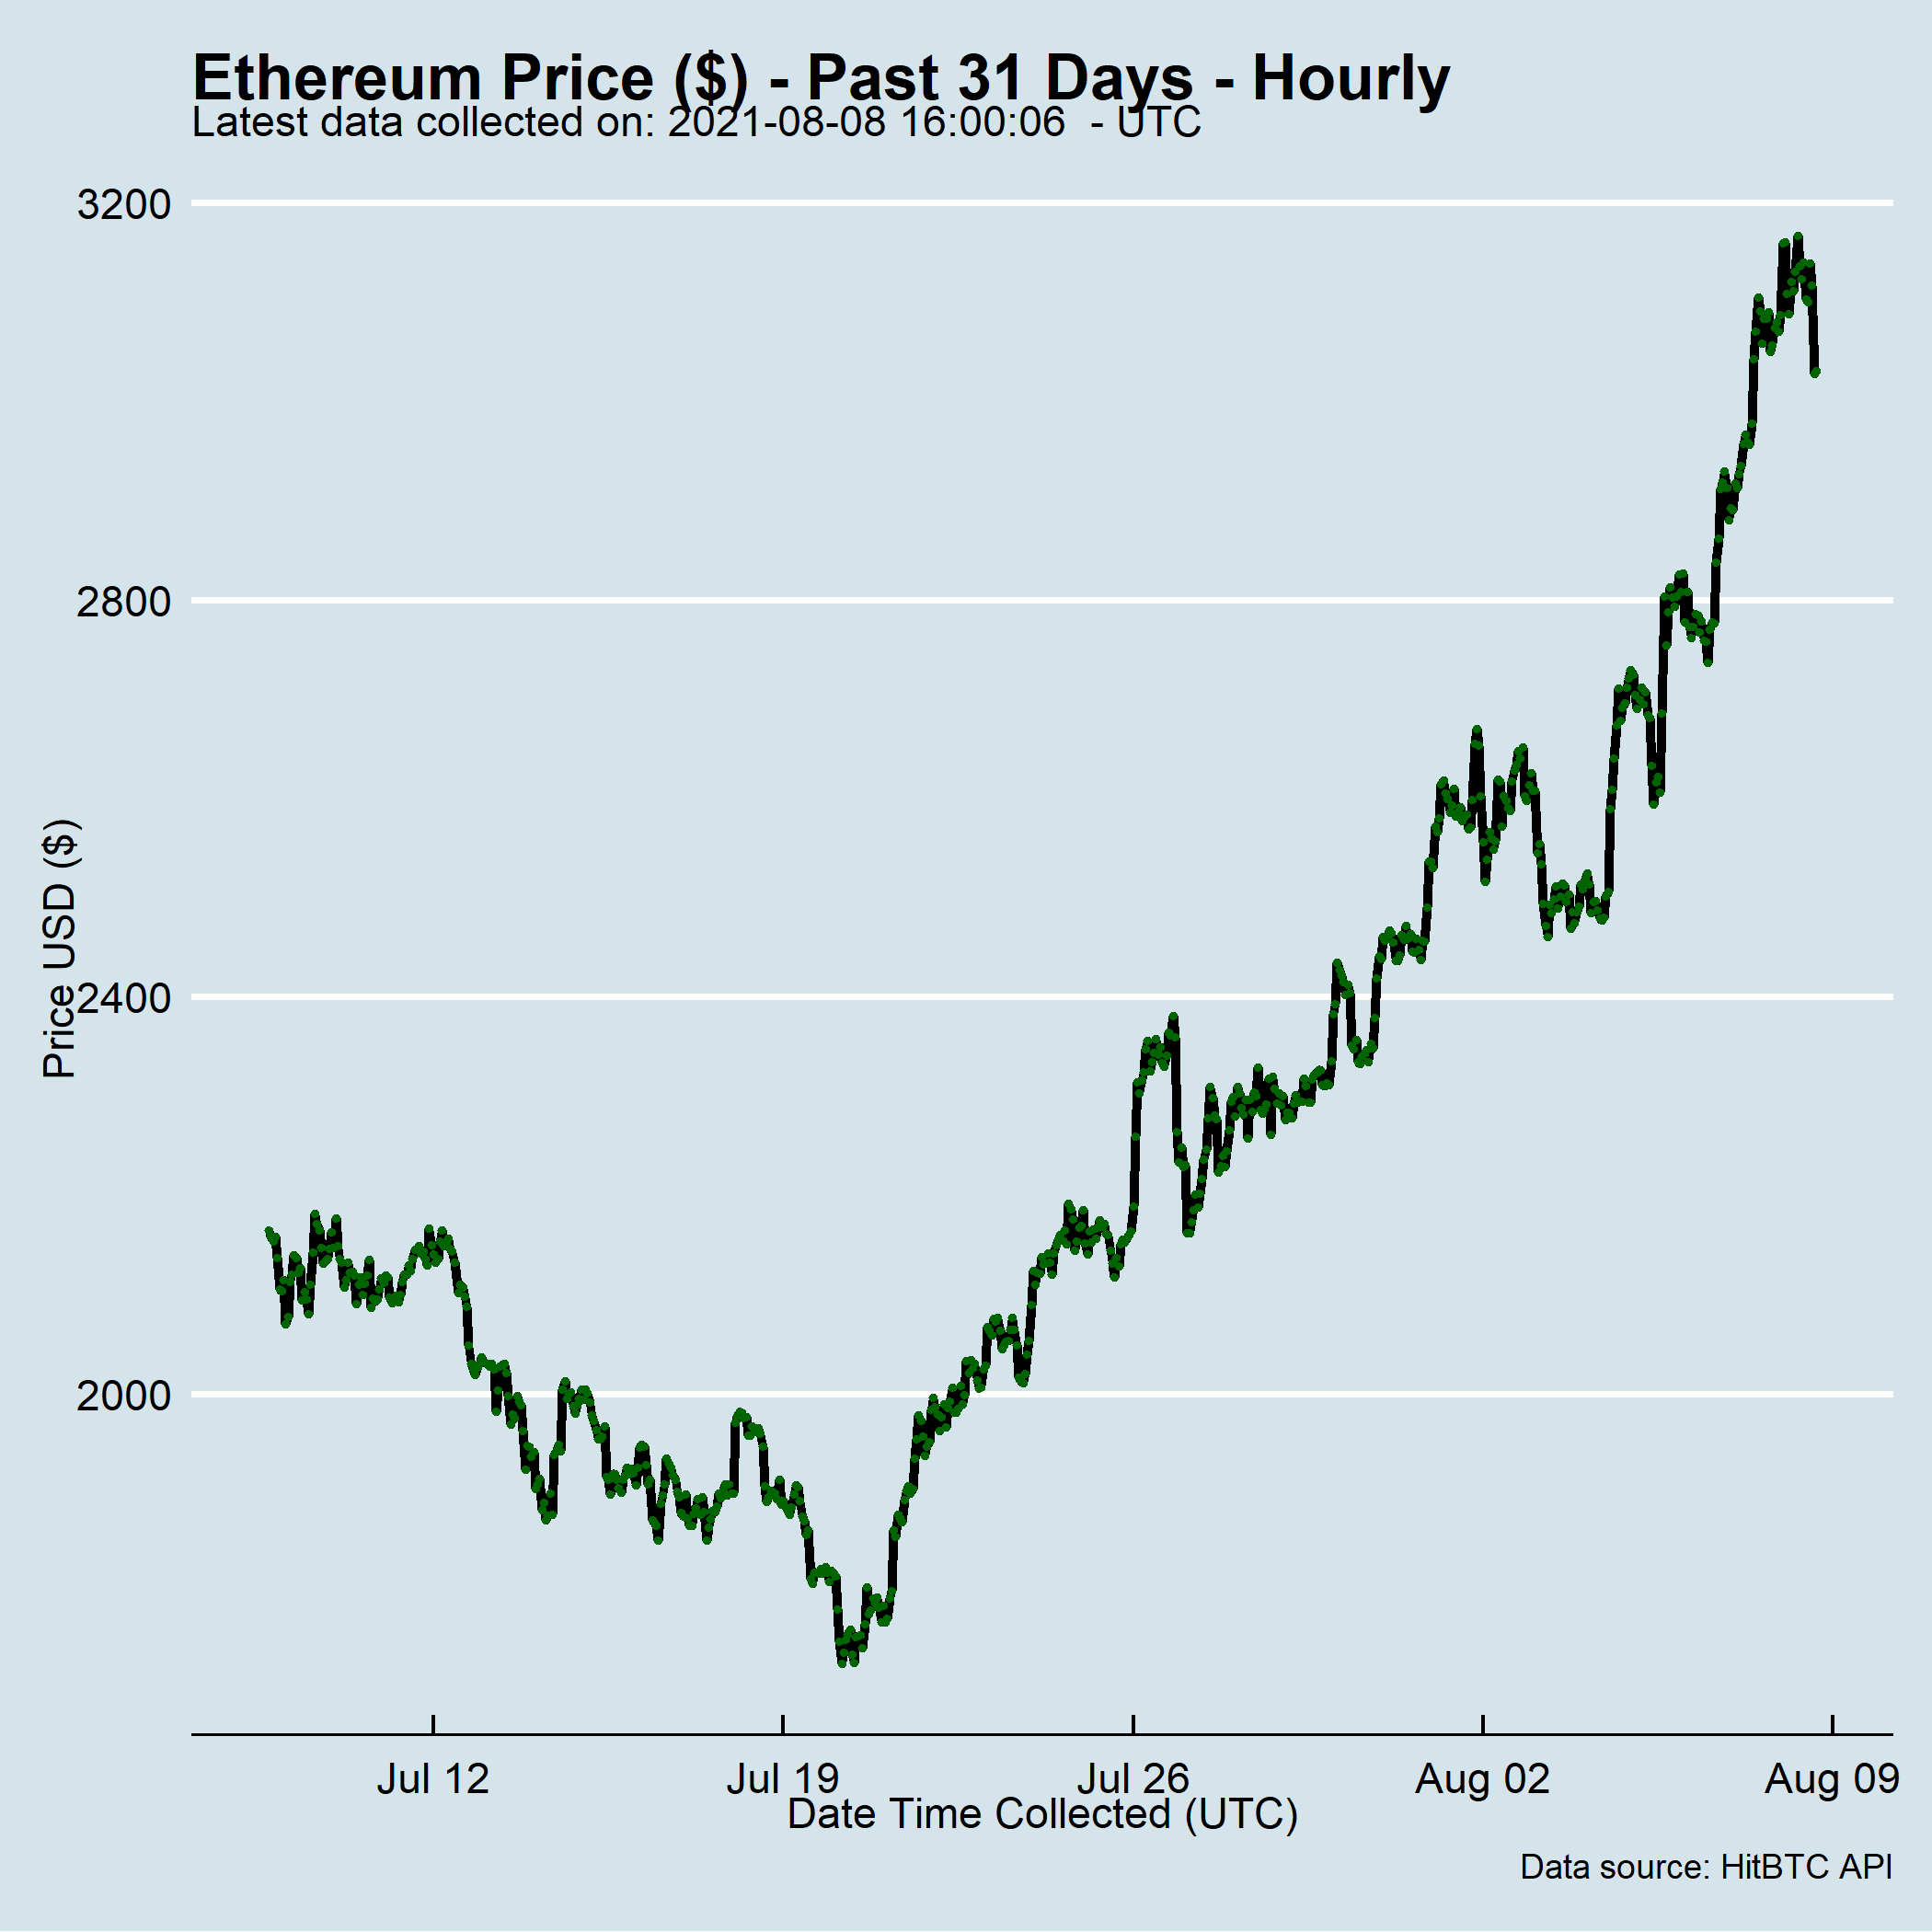 Ethereum Price ($) - Past 31 Days - Hourly
Latest data collected on: 2021-08-08 16:00:06  - UTC
3200
2800
2400
2000
Price USD ($)
Jul 12
Jul 19
Jul 26
Aug 02
Aug 09
Date Time Collected (UTC)
Data source: HitBTC API